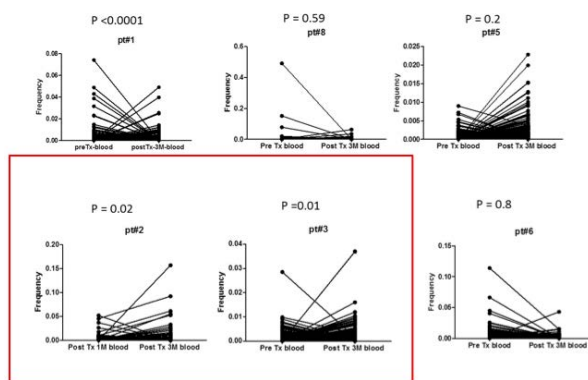 P <0.0001
pt#1
Frequency
0.08
0.06
0.04
0.02
0.00
preTx-blood
postTx-3M-blood
P = 0.59
pt#8
Frequency
0.6
0.4
0.2
0.0
Pre Tx blood
Post Tx 3M blood
P = 0.2
pt#5
Frequency
0.025
0.020
0.015
0.010
0.005
0.000
Pre Tx blood
Post Tx 3M blood
P = 0.02
pt#2
Frequency
0.20
0.15
0.10
0.05
0.00
Post Tx 1M blood
Post Tx 3M blood
P =0.01
pt#3
Frequency
0.04
0.03
0.02
0.01
0.00
Pre Tx blood
Post Tx 3M blood
P = 0.8
pt#6
Frequency
0.15
0.10
0.05
0.00
Pre Tx blood
Post Tx 3M blood